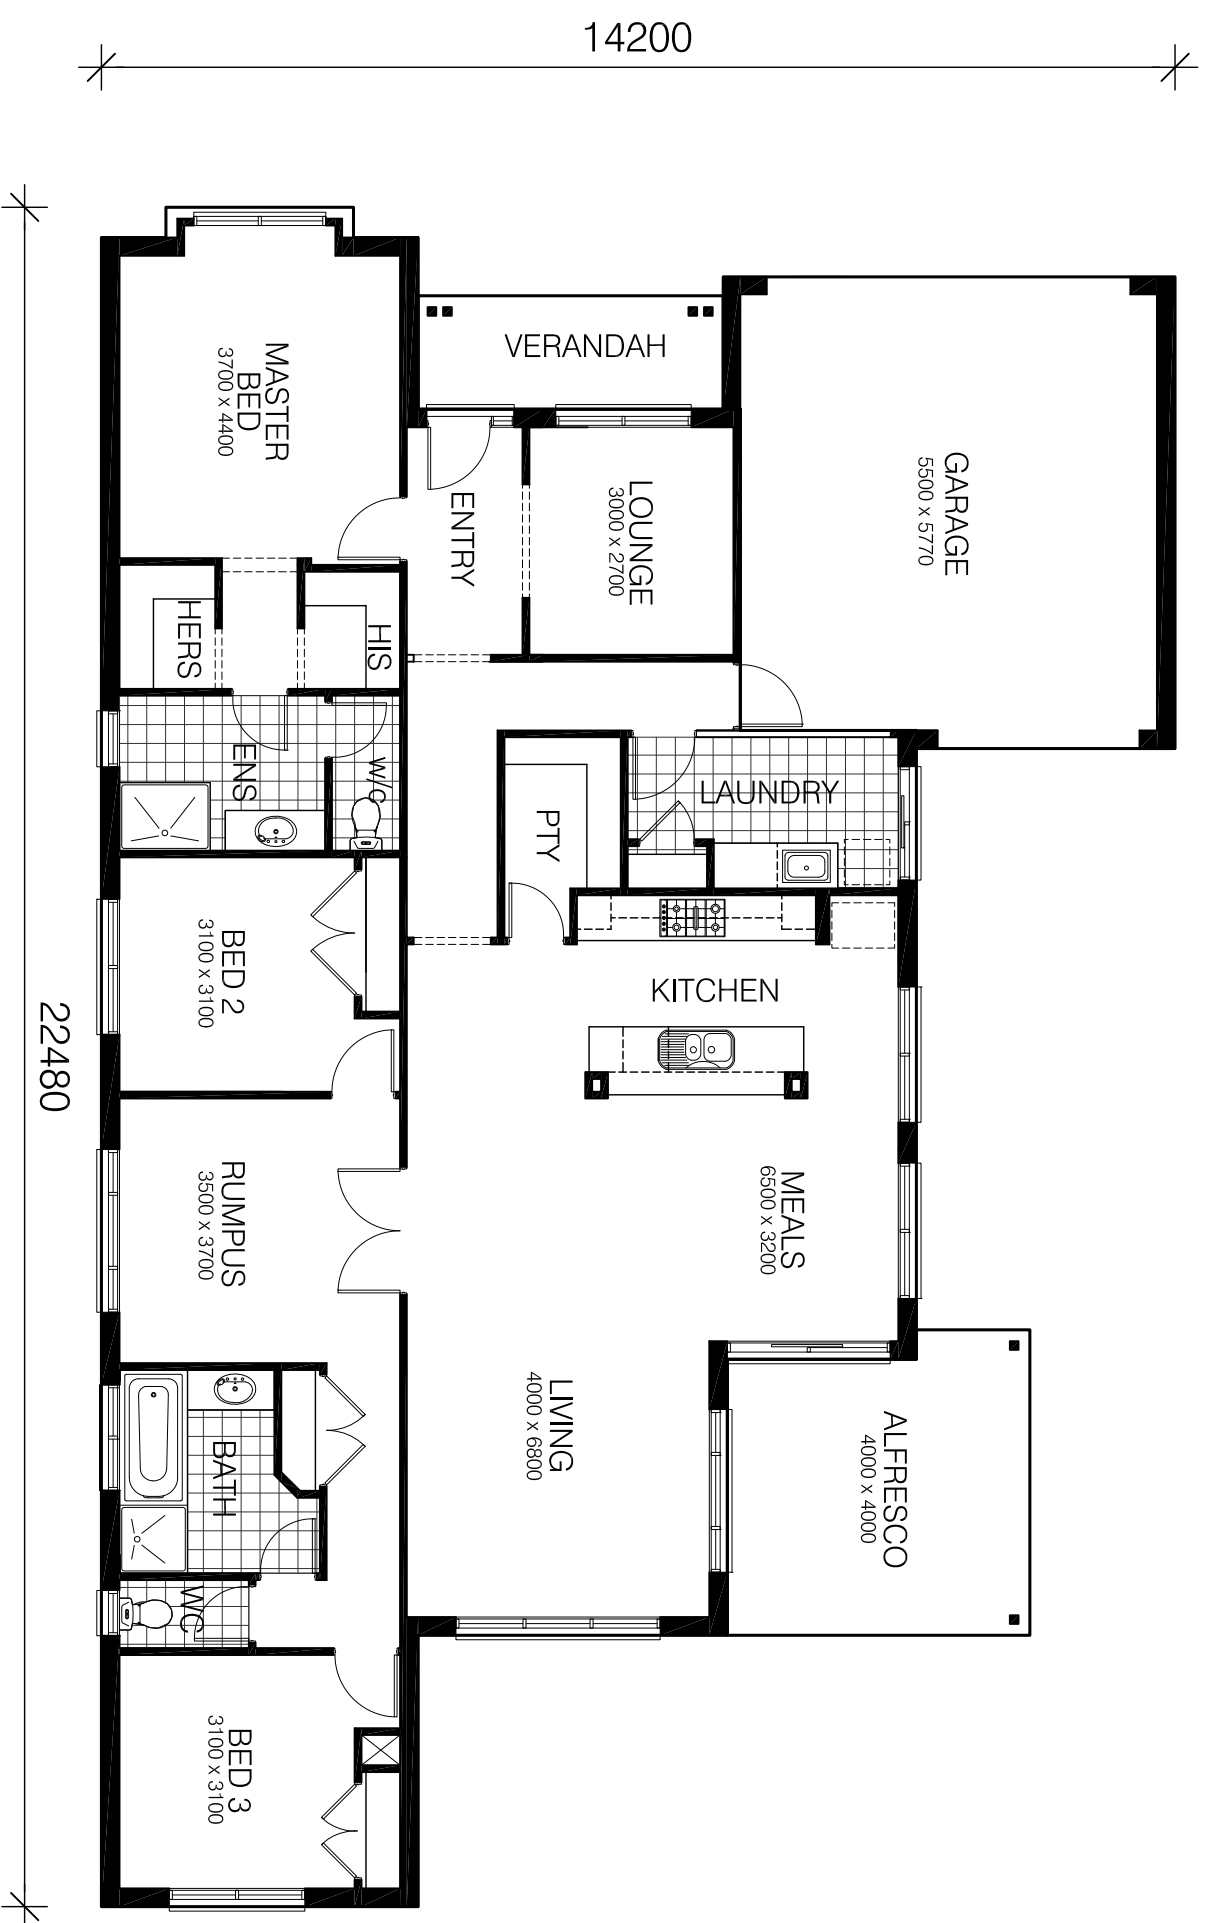 14200
22480
VERANDAH
MASTER
BED
3700 x 4400
GARAGE
5500 x 5770
LOUNGE
3000 x 2700
ENTRY
HERS
HIS
ENS
W/c
LAUNDRY
PTY
BED 2
3100 x 3100
KITCHEN
RUMPUS
3500 x 3700
MEALS
6500 x 3200
LIVING
4000 x 6800
ALFRESCO
4000 x 4000
BATH
WC
BED 3
3100 x 3100